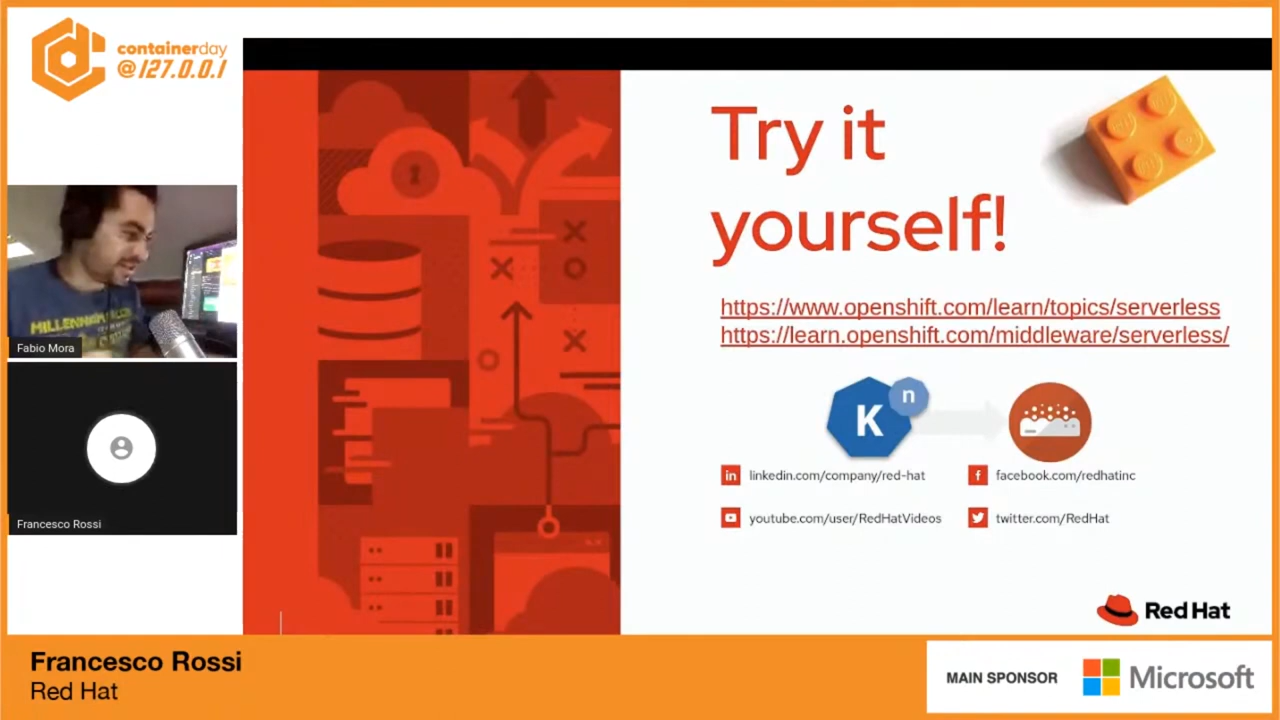 containerday
@127.0.0.1
Try it
yourself!
https://www.openshift.com/learn/topics/serverless
https://learn.openshift.com/middleware/serverless/
K n
linkedin.com/company/red-hat
facebook.com/redhatinc
youtube.com/user/RedHatVideos
twitter.com/RedHat
Red Hat
Fabio Mora
Francesco Rossi
Francesco Rossi
Red Hat
MAIN SPONSOR
Microsoft